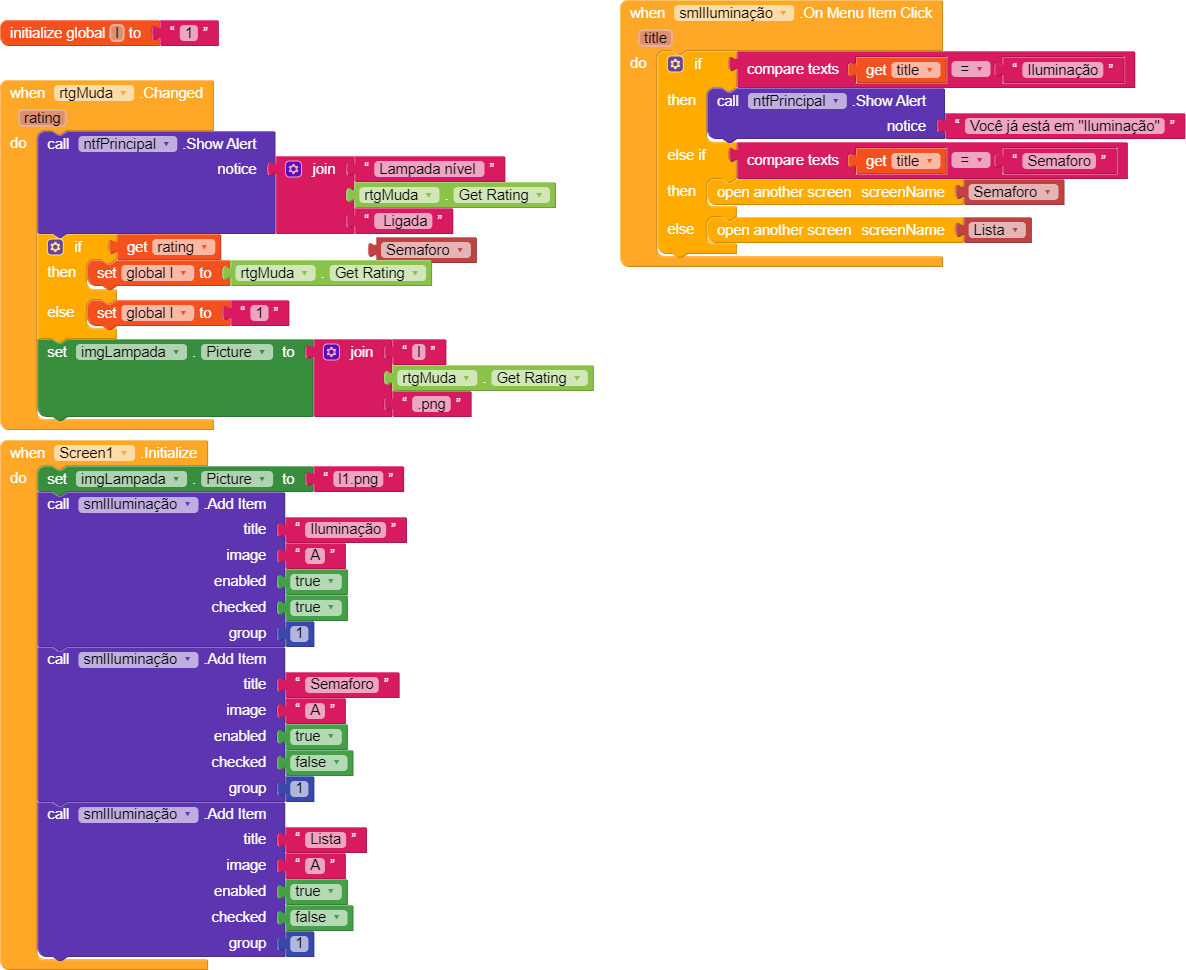 initialize global l to " 1 "
when rtgMuda .Changed
rating
do call ntfPrincipal .Show Alert
notice join " Lampada nível "
rtgMuda . Get Rating
" Ligada "
if get rating
Semaforo
then set global l to rtgMuda . Get Rating
else set global l to " 1 "
set imgLampada . Picture to join " l "
rtgMuda . Get Rating
" .png "
when Screen1 .Initialize
do set imgLampada . Picture to " l1.png "
call smIlluminação .Add Item
title " Iluminação "
image " A "
enabled true
checked true
group 1
call smIlluminação .Add Item
title " Semaforo "
image " A "
enabled true
checked false
group 1
call smIlluminação .Add Item
title " Lista "
image " A "
enabled true
checked false
group 1
when smIlluminação .On Menu Item Click
title
do if compare texts get title = " Iluminação "
then call ntfPrincipal .Show Alert
notice " Você já está em "Iluminação" "
else if compare texts get title = " Semaforo "
then open another screen screenName Semaforo
else open another screen screenName Lista